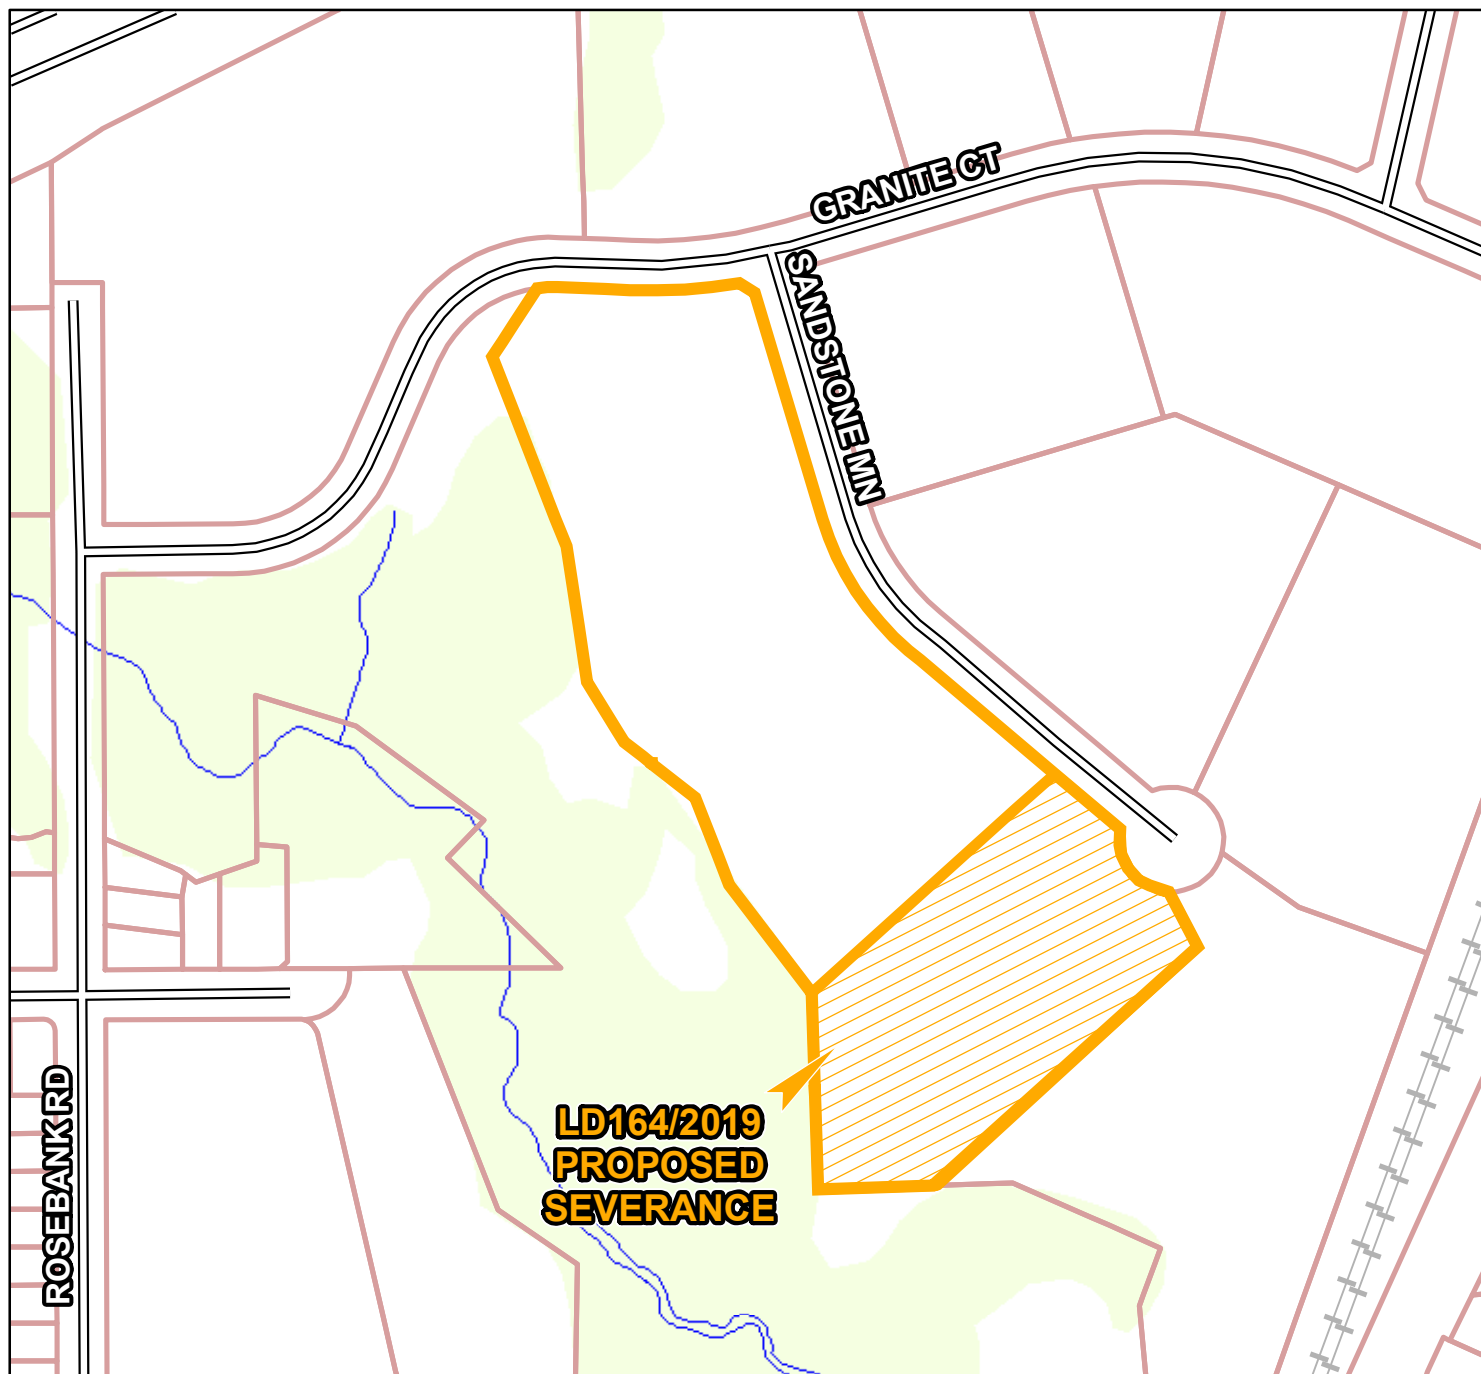 GRANITE CT
SANDSTONE MN
ROSEBANK RD
LD164/2019
PROPOSED
SEVERANCE